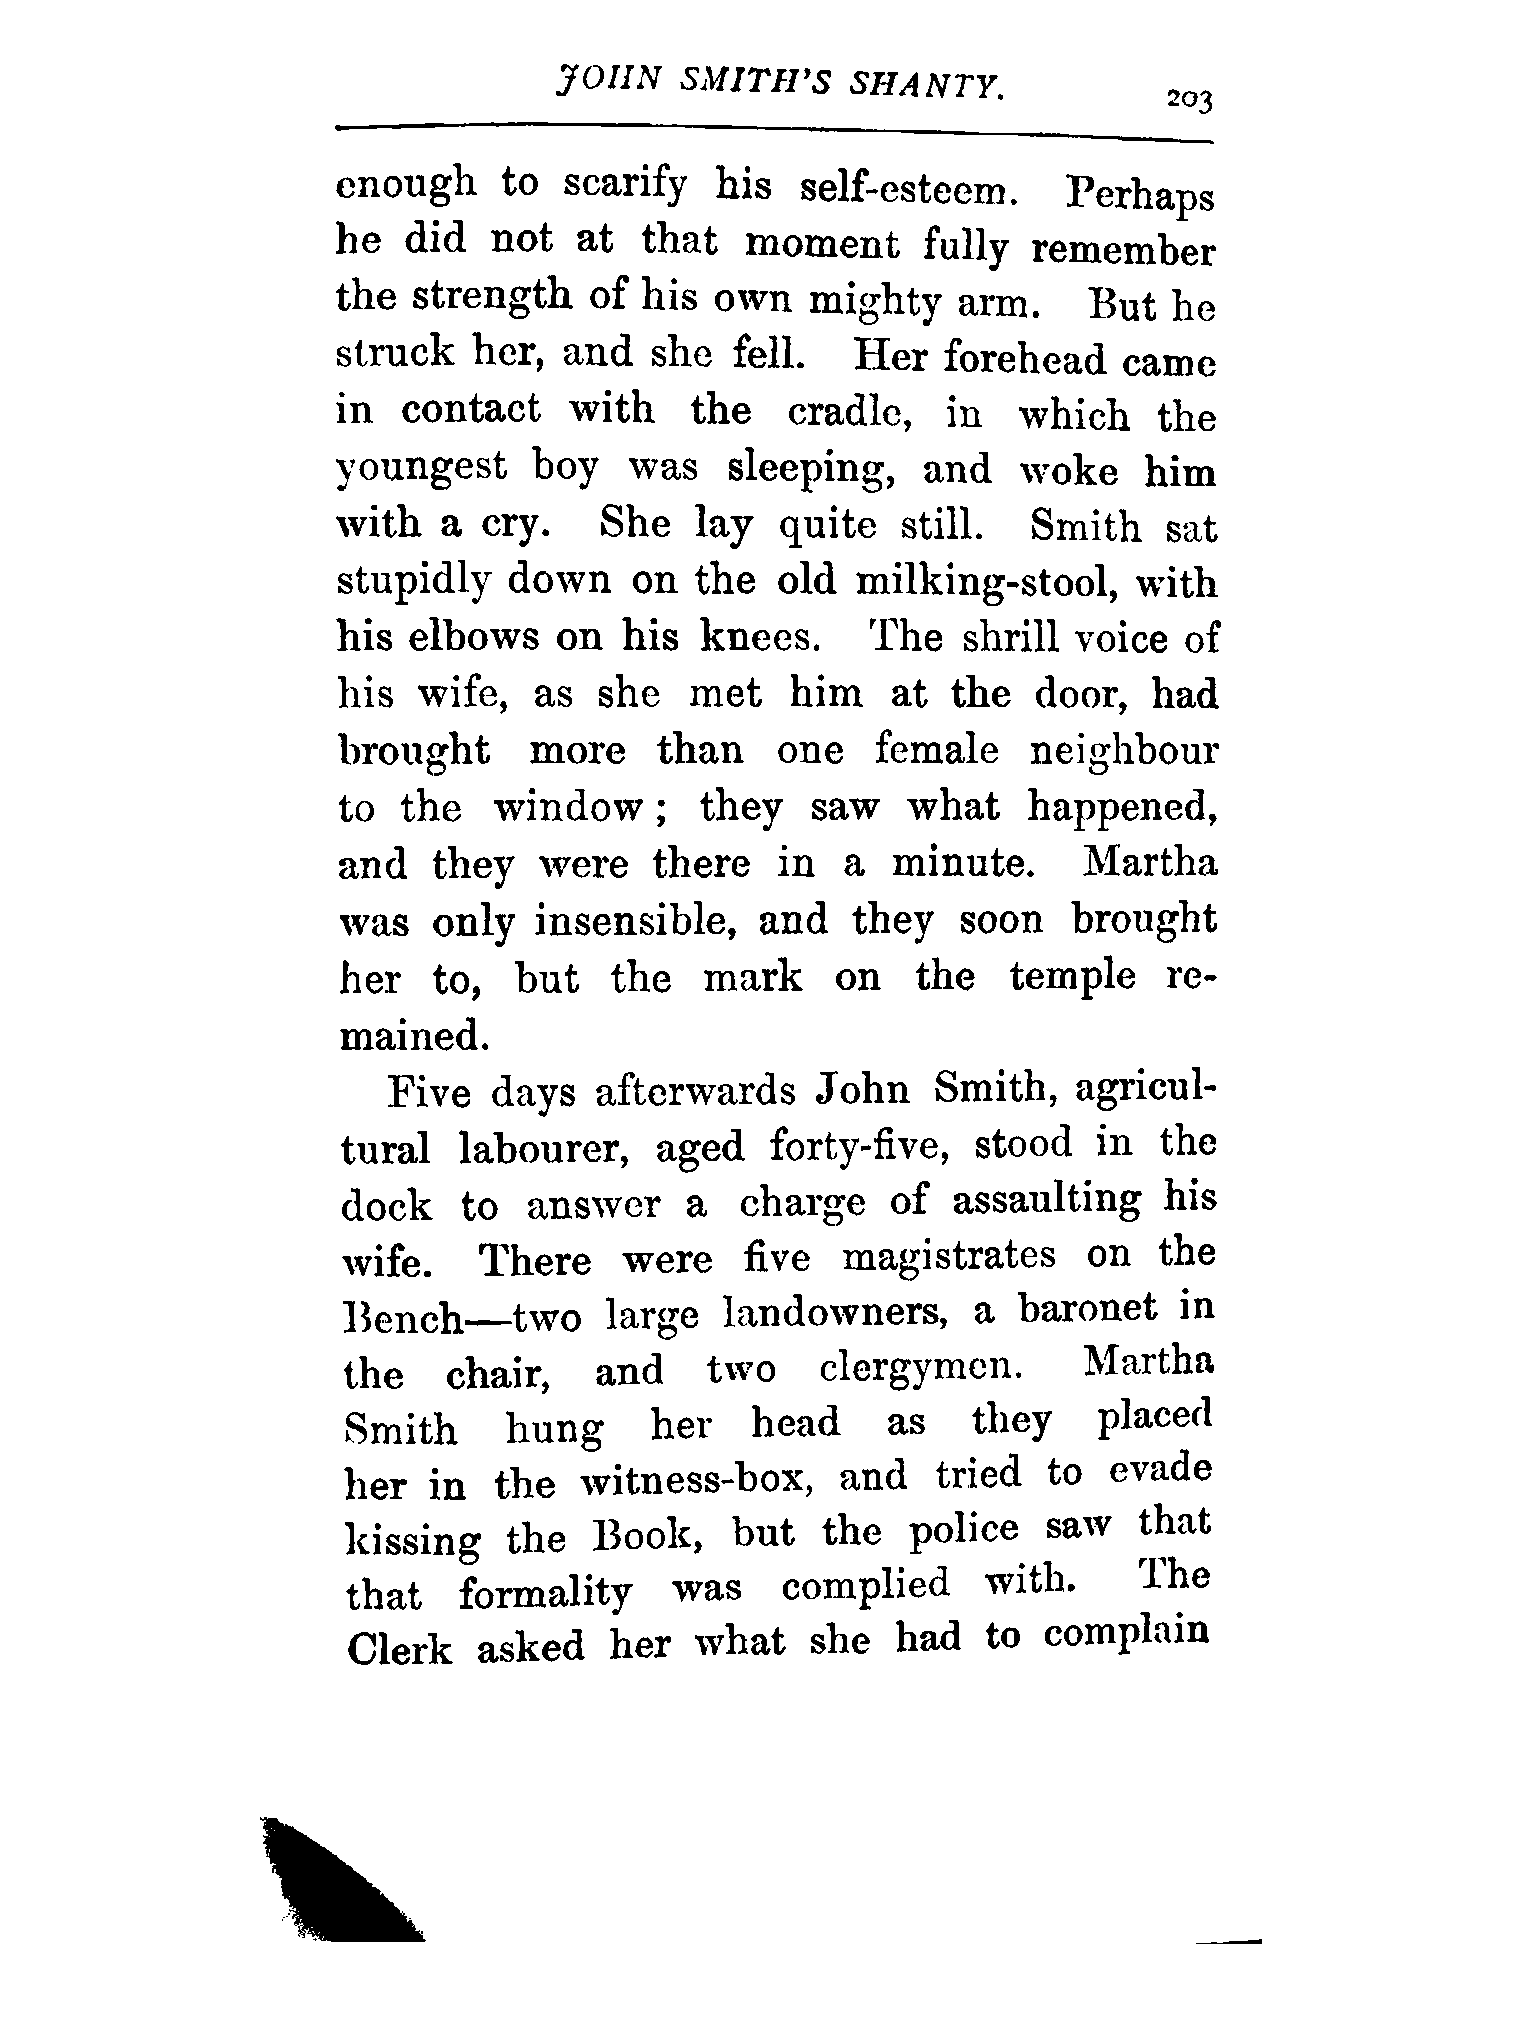 JOHN SMITH'S SHANTY. 203
enough to scarify his self-esteem. Perhaps
he did not at that moment fully remember
the strength of his own mighty arm. But he
struck her, and she fell. Her forehead came
in contact with the cradle, in which the
youngest boy was sleeping, and woke him
with a cry. She lay quite still. Smith sat
stupidly down on the old milking-stool, with
his elbows on his knees. The shrill voice of
his wife, as she met him at the door, had
brought more than one female neighbour
to the window; they saw what happened,
and they were there in a minute. Martha
was only insensible, and they soon brought
her to, but the mark on the temple re-
mained.
Five days afterwards John Smith, agricul-
tural labourer, aged forty-five, stood in the
dock to answer a charge of assaulting his
wife. There were five magistrates on the
Bench—two large landowners, a baronet in
the chair, and two clergymen. Martha
Smith hung her head as they placed
her in the witness-box, and tried to evade
kissing the Book, but the police saw that
that formality was complied with. The
Clerk asked her what she had to complain